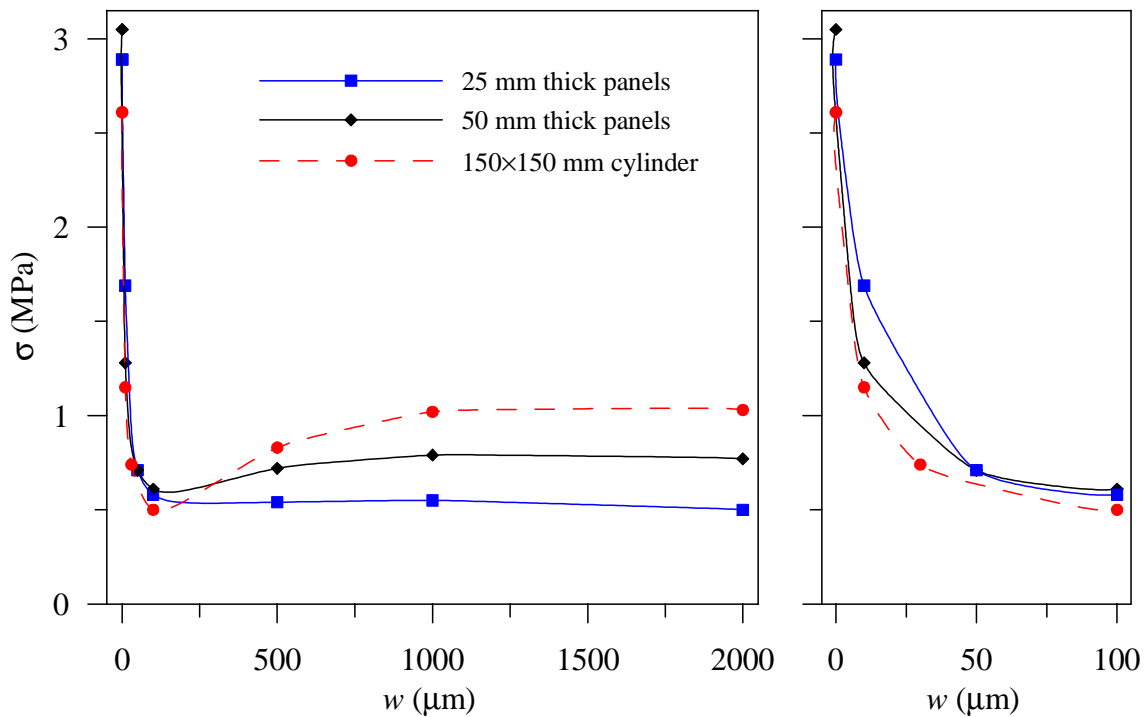 3
2
1
0
σ (MPa)
25 mm thick panels
50 mm thick panels
150×150 mm cylinder
0 500 1000 1500 2000
w (μm)
0 50 100
w (μm)